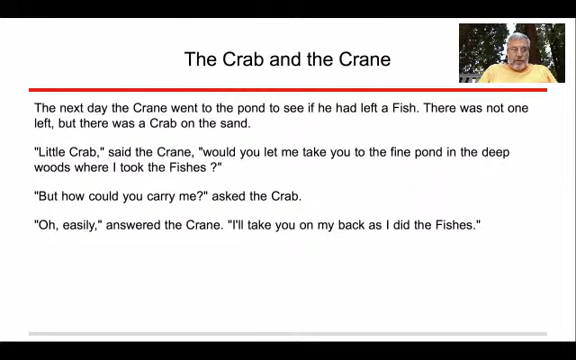 The Crab and the Crane
The next day the Crane went to the pond to see if he had left a Fish. There was not one
left, but there was a Crab on the sand.
"Little Crab," said the Crane, "would you let me take you to the fine pond in the deep
woods where I took the Fishes ?"
"But how could you carry me?" asked the Crab.
"Oh, easily," answered the Crane. "I'll take you on my back as I did the Fishes."